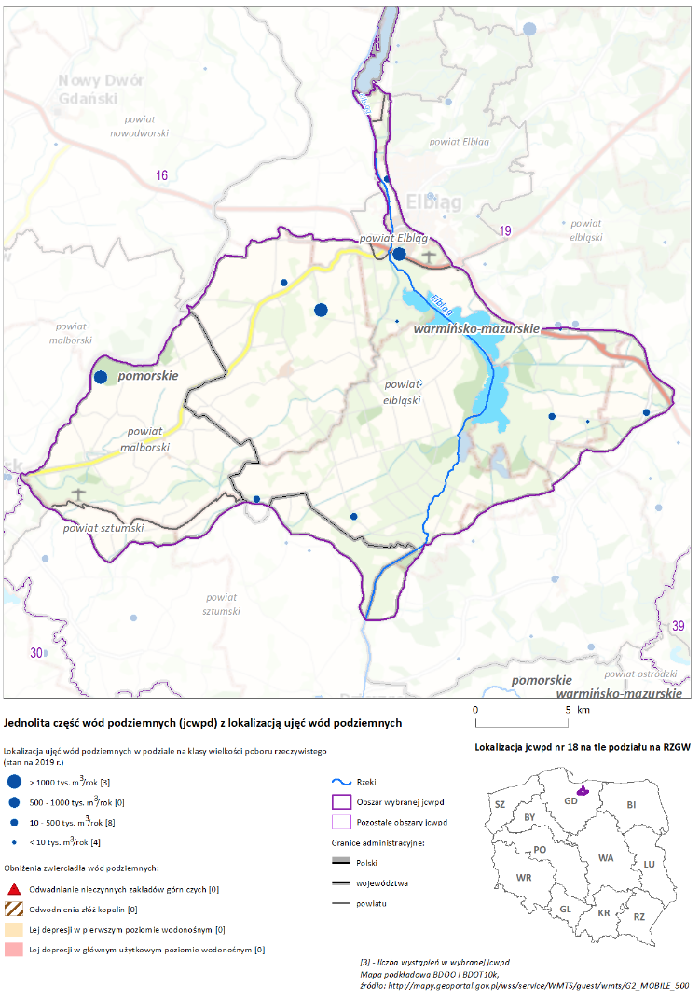 Nowy Dwór
Gdański
powiat
nowodworski
16
Elbląg
powiat Elbląg
Elbląg
19
powiat
elbląski
powiat Elbląg
Elbląg
warmińsko-mazurskie
powiat
malborski
pomorskie
powiat
elbląski
powiat
malborski
powiat sztumski
powiat
sztumski
30
39
powiat ostródzki
pomorskie
warmińsko-mazurskie
Jednolita część wód podziemnych (jcwpd) z lokalizacją ujęć wód podziemnych
0 5 km
Lokalizacja ujęć wód podziemnych w podziale na klasy wielkości poboru rzeczywistego
(stan na 2019 r.)
> 1000 tys. m³/rok [3]
500 - 1000 tys. m³/rok [0]
10 - 500 tys. m³/rok [8]
< 10 tys. m³/rok [4]
Obniżenia zwierciadła wód podziemnych:
Odwadnianie nieczynnych zakładów górniczych [0]
Odwodnienia złóż kopalin [0]
Lej depresji w pierwszym poziomie wodonośnym [0]
Lej depresji w głównym użytkowym poziomie wodonośnym [0]
Rzeki
Obszar wybranej jcwpd
Pozostałe obszary jcwpd
Granice administracyjne:
Polski
województwa
powiatu
Lokalizacja jcwpd nr 18 na tle podziału na RZGW
SZ
GD
BI
BY
PO
WA
LU
WR
GL
KR
RZ
[3] - liczba wystąpień w wybranej jcwpd
Mapa podkładowa BDOO i BDOT10k,
źródło: http://mapy.geoportal.gov.pl/wss/service/WMTS/guest/wmts/G2_MOBILE_500